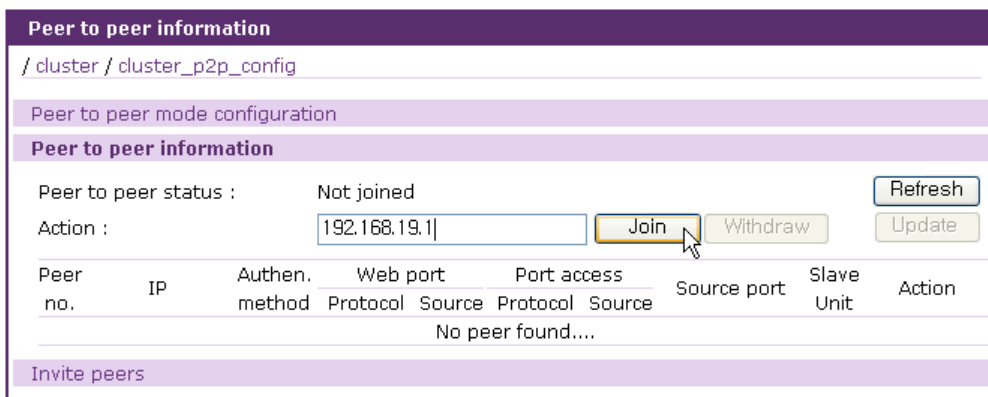 Peer to peer information
/ cluster / cluster_p2p_config
Peer to peer mode configuration
Peer to peer information
Peer to peer status : Not joined Refresh
Action : 192.168.19.1 Join Withdraw Update
Peer no. IP Authen. method Web port Protocol Source Port access Protocol Source Source port Slave Unit Action
No peer found....
Invite peers